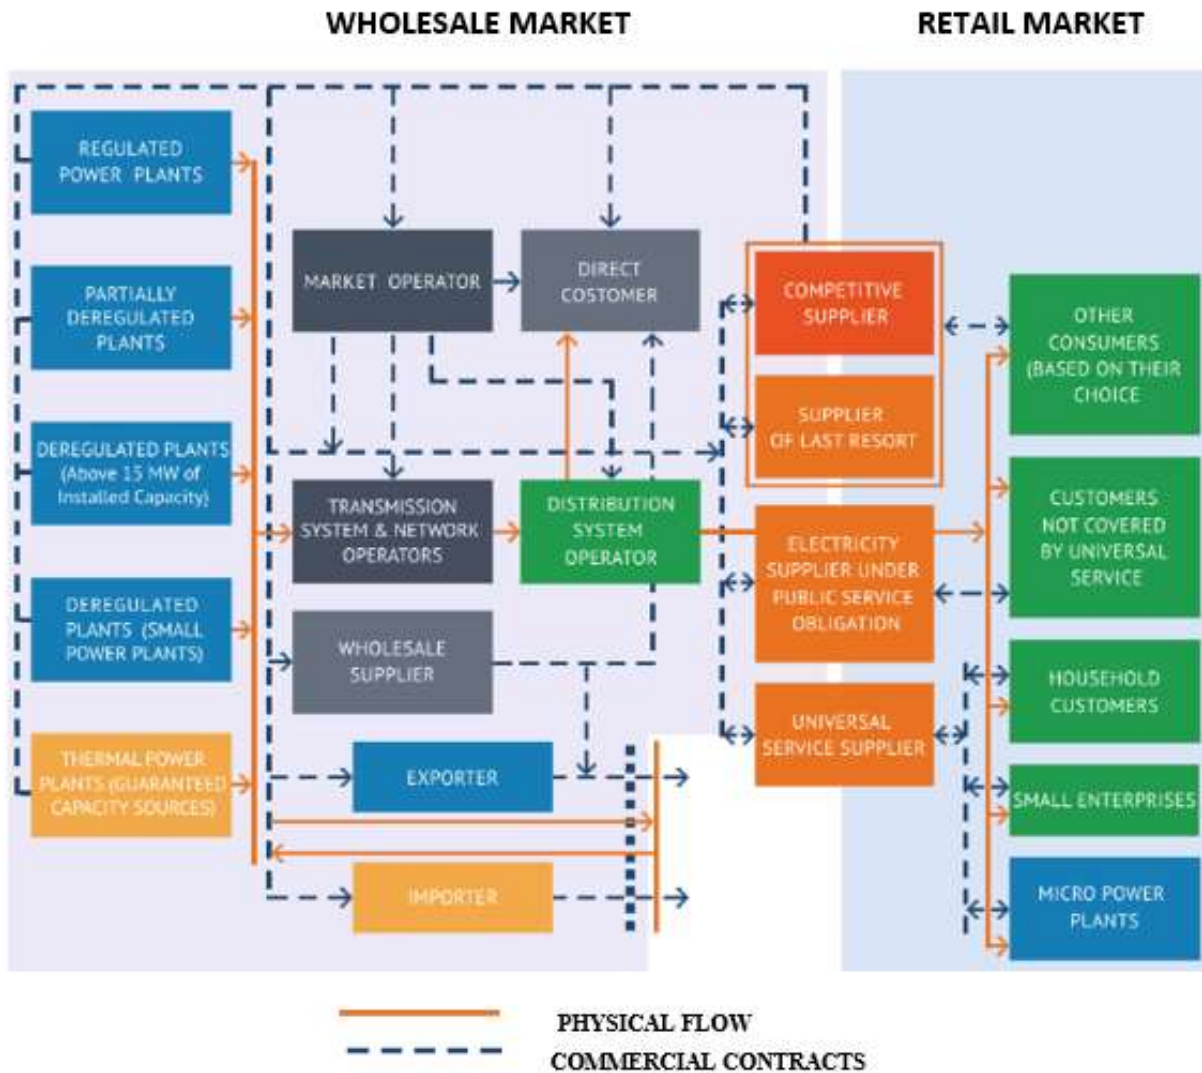 WHOLESALE MARKET
RETAIL MARKET
REGULATED
POWER PLANTS
PARTIALLY
DEREGULATED
PLANTS
DEREGULATED PLANTS
(Above 15 MW of
Installed Capacity)
DEREGULATED
PLANTS (SMALL
POWER PLANTS)
THERMAL POWER
PLANTS (GUARANTEED
CAPACITY SOURCES)
MARKET OPERATOR
DIRECT
COSTOMER
TRANSMISSION
SYSTEM & NETWORK
OPERATORS
DISTRIBUTION
SYSTEM
OPERATOR
WHOLESALE
SUPPLIER
EXPORTER
IMPORTER
COMPETITIVE
SUPPLIER
SUPPLIER
OF LAST RESORT
ELECTRICITY
SUPPLIER UNDER
PUBLIC SERVICE
OBLIGATION
UNIVERSAL
SERVICE SUPPLIER
OTHER
CONSUMERS
(BASED ON THEIR
CHOICE
CUSTOMERS
NOT COVERED
BY UNIVERSAL
SERVICE
HOUSEHOLD
CUSTOMERS
SMALL ENTERPRISES
MICRO POWER
PLANTS
PHYSICAL FLOW
COMMERCIAL CONTRACTS